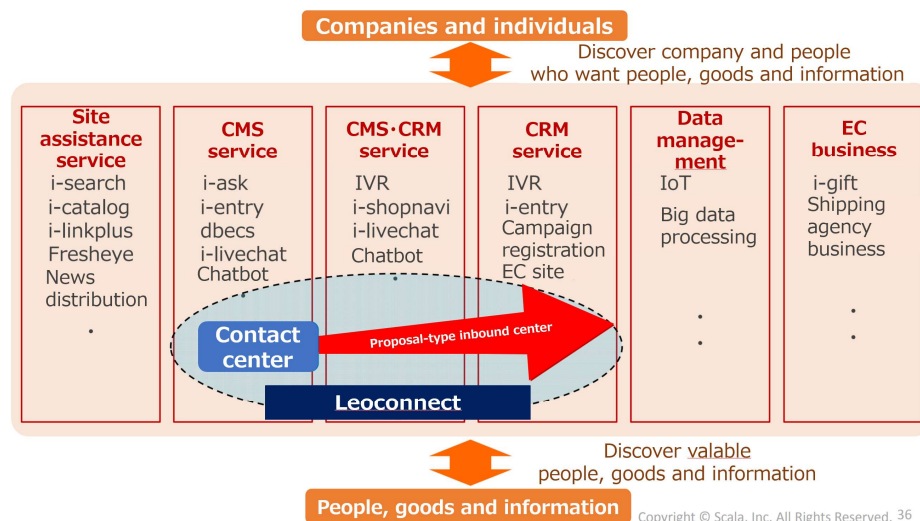 Companies and individuals
Discover company and people
who want people, goods and information
Site
assistance
service
i-search
i-catalog
i-linkplus
Fresheye
News
distribution
・
CMS
service
i-ask
i-entry
dbecs
i-livechat
Chatbot
・
CMS・CRM
service
IVR
i-shopnavi
i-livechat
Chatbot
・
CRM
service
IVR
i-entry
Campaign
registration
EC site
Data
manage-
ment
IoT
Big data
processing
・
・
EC
business
i-gift
Shipping
agency
business
・
・
Contact
center
Proposal-type inbound center
Leoconnect
Discover valable
people, goods and information
People, goods and information
Copyright © Scala, Inc. All Rights Reserved. 36